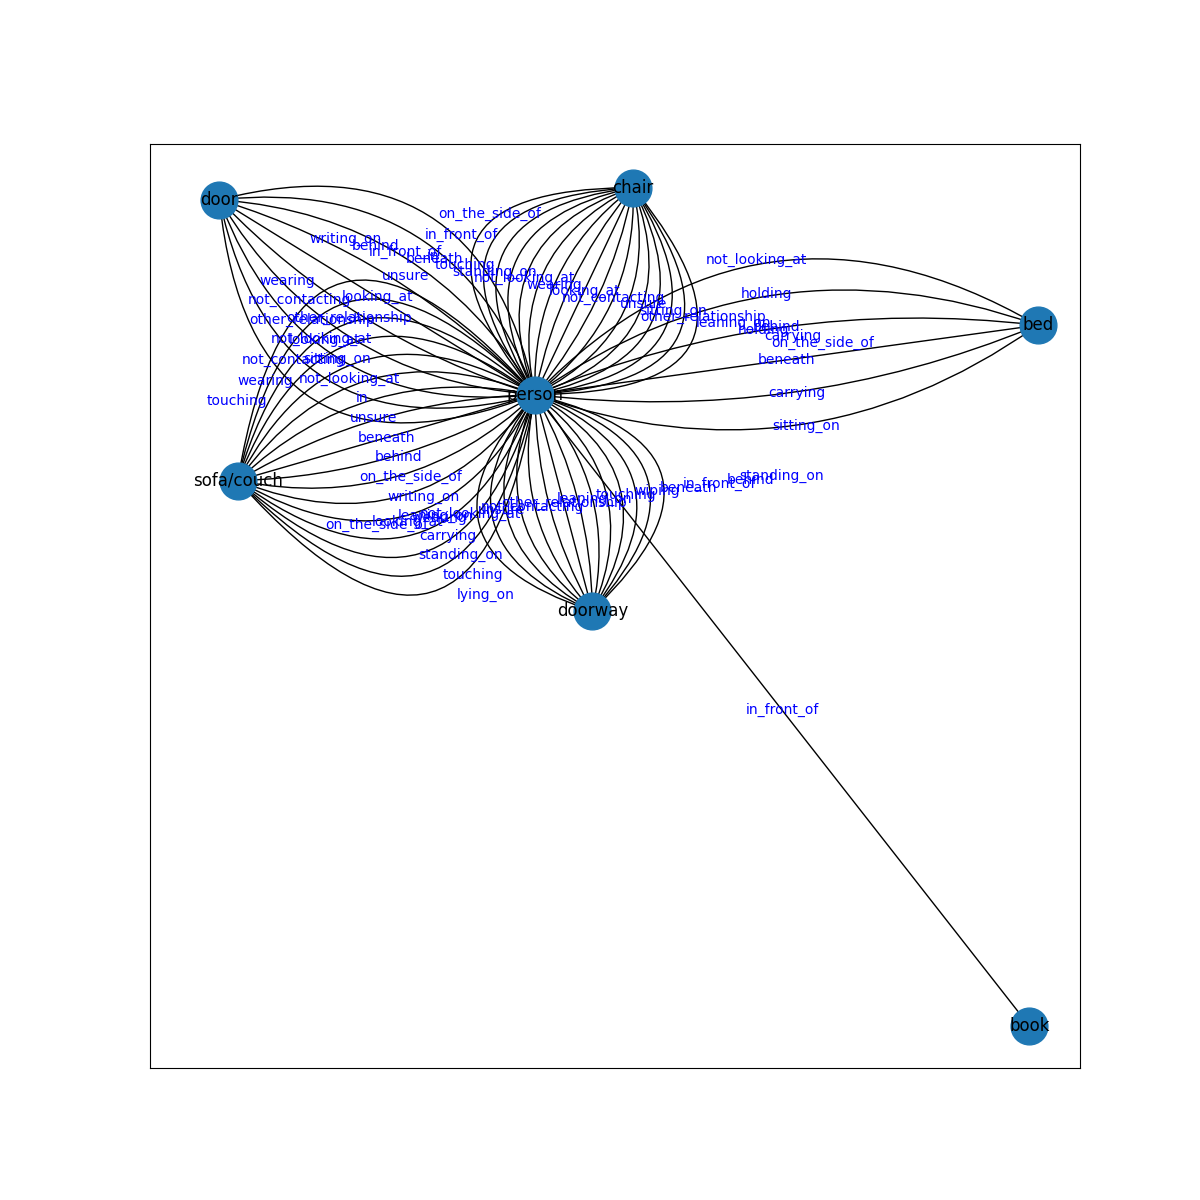 door
chair
on_the_side_of
in_front_of
writing_on
behind
in_front_of
beneath
touching
standing_on
not_looking_at
wearing
looking_at
not_contacting
unsure
sitting_on
other_relationship
leaning_on
not_looking_at
holding
behind
holding
carrying
on_the_side_of
bed
beneath
carrying
sitting_on
unsure
wearing
looking_at
not_contacting
other_relationship
other_relationship
not_looking_at
looking_at
not_contacting
sitting_on
wearing
not_looking_at
touching
in
person
unsure
beneath
behind
sofa/couch
on_the_side_of
writing_on
on_the_side_of
looking_at
leaning_on
not_looking_at
not_contacting
other_relationship
leaning_on
touching
wiping
beneath
in_front_of
behind
standing_on
carrying
standing_on
touching
lying_on
doorway
in_front_of
book